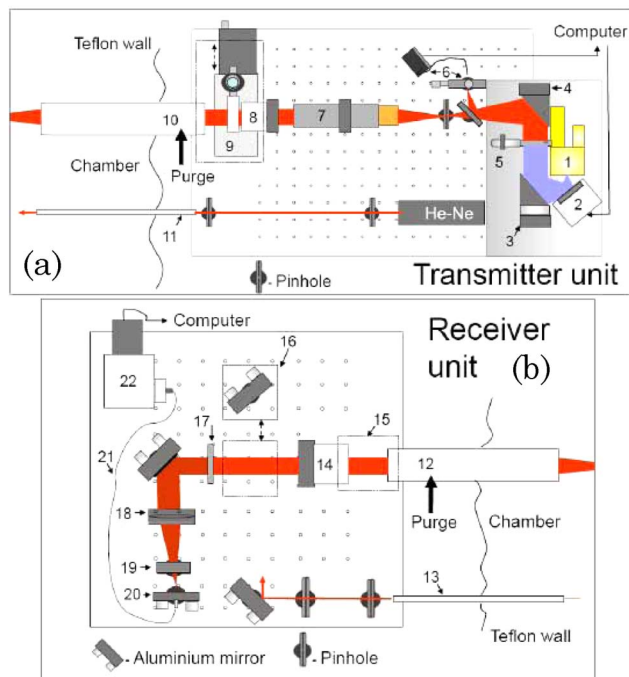 Teflon wall
Computer
6
4
10
9
8
7
5
1
Chamber
Purge
2
11
He-Ne
3
(a)
- Pinhole
Transmitter unit
Computer
16
Receiver
unit (b)
22
17
15
21
14
12
18
Purge
Chamber
19
13
20
Teflon wall
- Aluminium mirror
- Pinhole